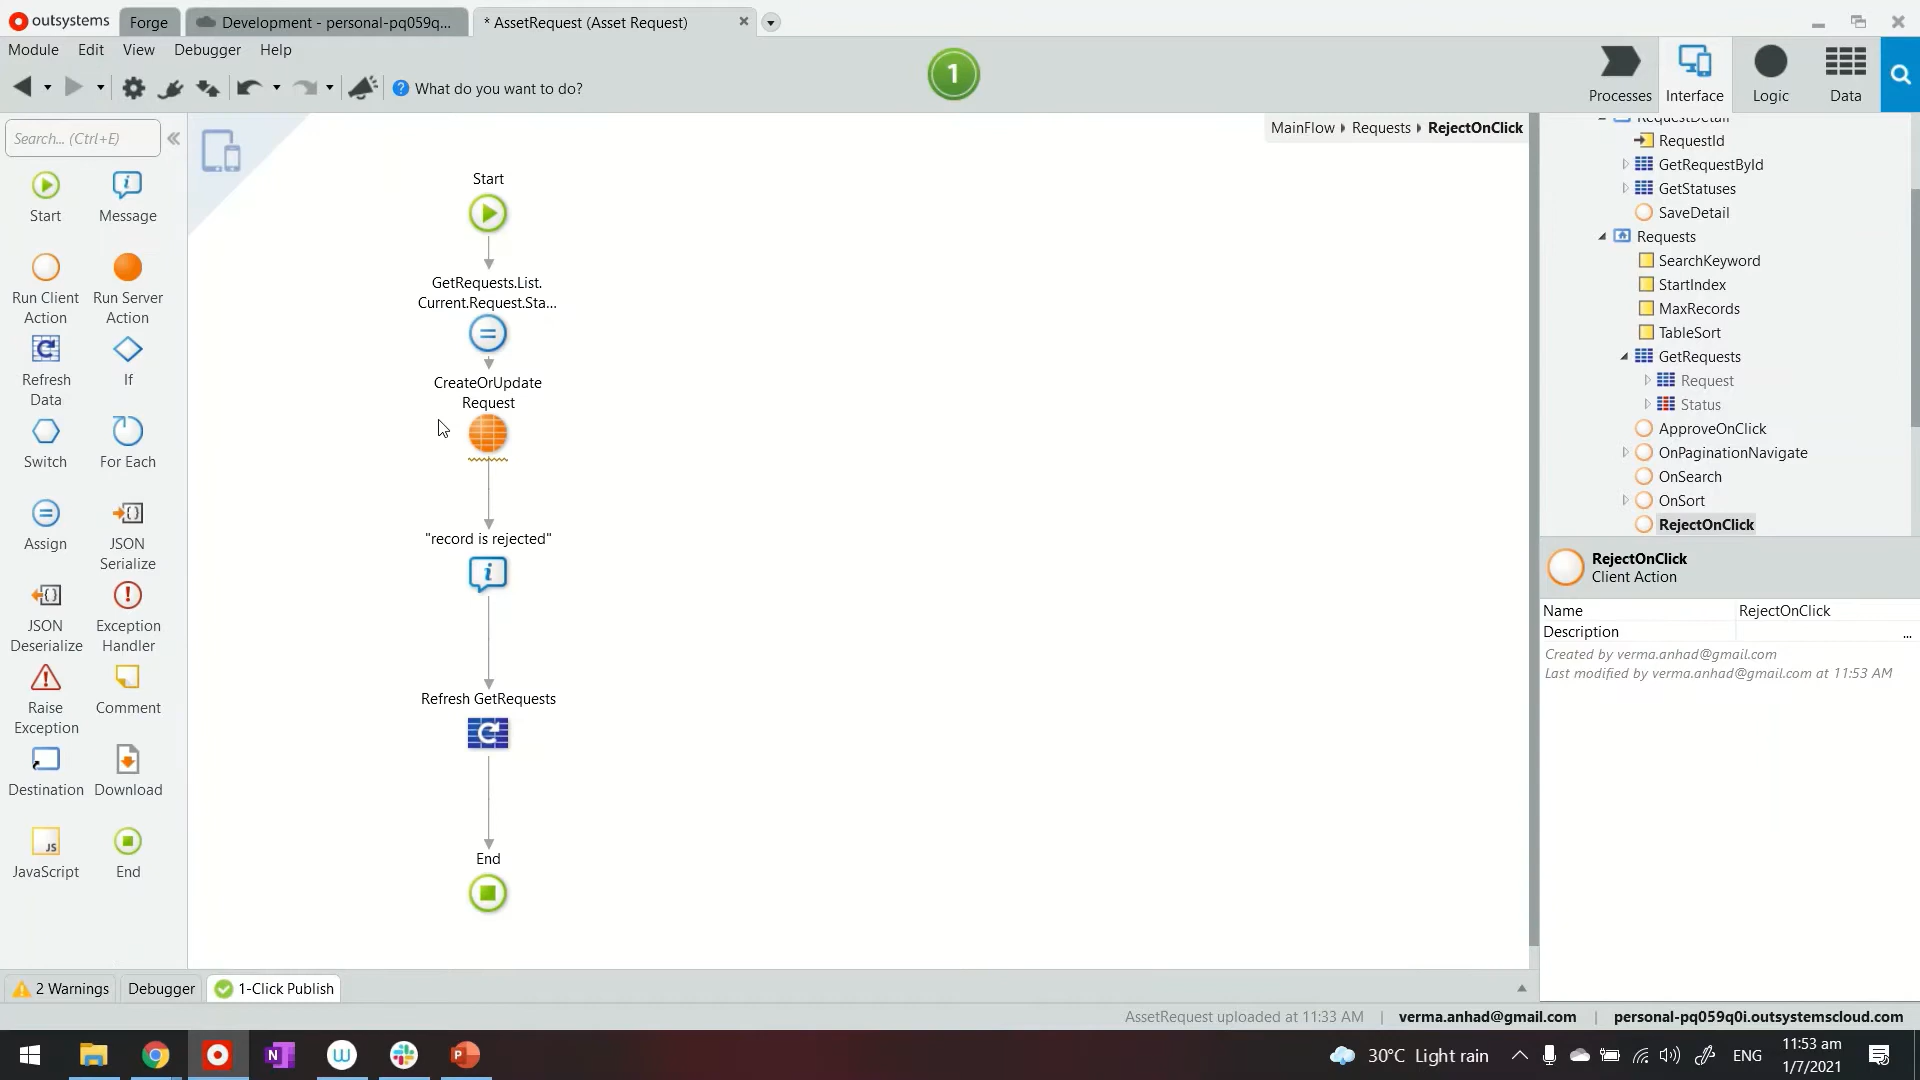 outsystems
Forge
Development - personal-pq059q...
* AssetRequest (Asset Request)
Module
Edit
View
Debugger
Help
What do you want to do?
1
Processes
Interface
Logic
Data
Search... (Ctrl+E)
Start
Message
Run Client
Action
Run Server
Action
Refresh
Data
If
Switch
For Each
Assign
JSON
Serialize
JSON
Deserialize
Exception
Handler
Raise
Exception
Comment
Destination
Download
JS
JavaScript
End
MainFlow
Requests
RejectOnClick
Start
GetRequests.List.
Current.Request.Sta...
CreateOrUpdate
Request
"record is rejected"
Refresh GetRequests
End
RequestDetail
RequestId
GetRequestById
GetStatuses
SaveDetail
Requests
SearchKeyword
StartIndex
MaxRecords
TableSort
GetRequests
Request
Status
ApproveOnClick
OnPaginationNavigate
OnSearch
OnSort
RejectOnClick
RejectOnClick
Client Action
Name
RejectOnClick
Description
...
Created by verma.anhad@gmail.com
Last modified by verma.anhad@gmail.com at 11:53 AM
2 Warnings
Debugger
1-Click Publish
AssetRequest uploaded at 11:33 AM
verma.anhad@gmail.com
personal-pq059q0i.outsystemscloud.com
30°C Light rain
ENG
11:53 am
1/7/2021